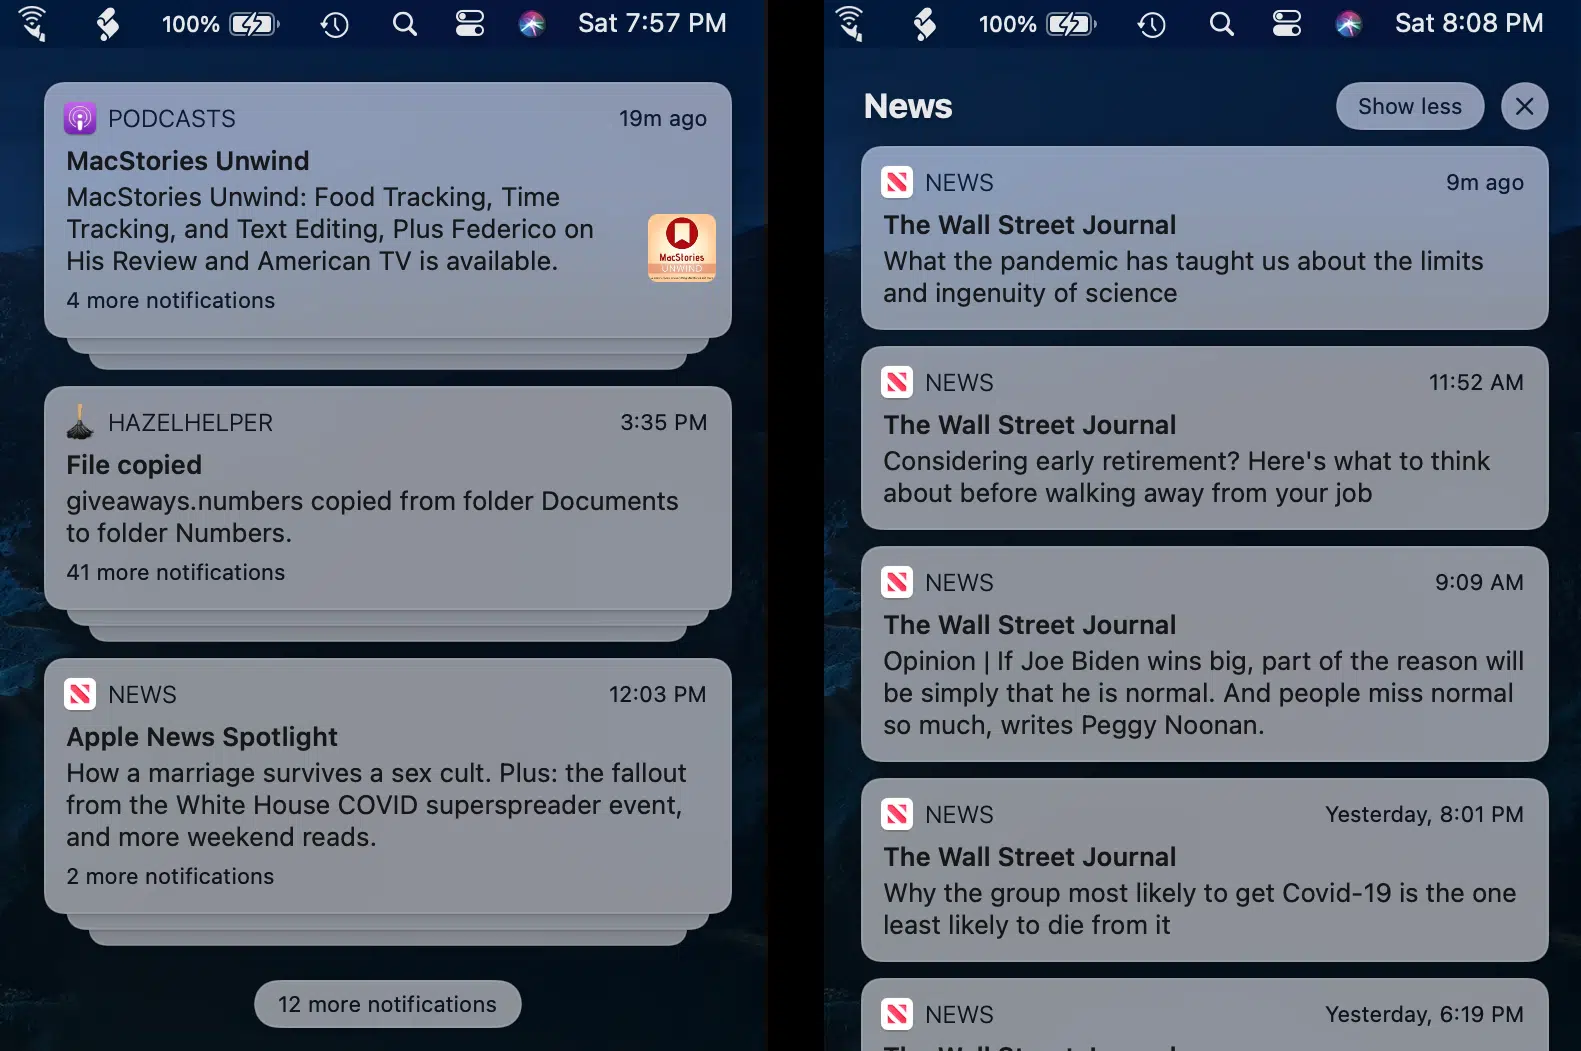 100%
Sat 7:57 PM
PODCASTS
19m ago
MacStories Unwind
MacStories Unwind: Food Tracking, Time
Tracking, and Text Editing, Plus Federico on
His Review and American TV is available.
MacStories
UNWIND
4 more notifications
HAZELHELPER
3:35 PM
File copied
giveaways.numbers copied from folder Documents
to folder Numbers.
41 more notifications
NEWS
12:03 PM
Apple News Spotlight
How a marriage survives a sex cult. Plus: the fallout
from the White House COVID superspreader event,
and more weekend reads.
2 more notifications
12 more notifications
100%
Sat 8:08 PM
News
Show less
NEWS
9m ago
The Wall Street Journal
What the pandemic has taught us about the limits
and ingenuity of science
NEWS
11:52 AM
The Wall Street Journal
Considering early retirement? Here's what to think
about before walking away from your job
NEWS
9:09 AM
The Wall Street Journal
Opinion | If Joe Biden wins big, part of the reason will
be simply that he is normal. And people miss normal
so much, writes Peggy Noonan.
NEWS
Yesterday, 8:01 PM
The Wall Street Journal
Why the group most likely to get Covid-19 is the one
least likely to die from it
NEWS
Yesterday, 6:19 PM